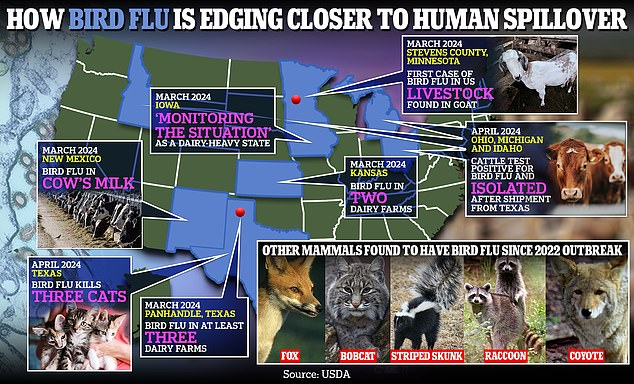 HOW BIRD FLU IS EDGING CLOSER TO HUMAN SPILLOVER
MARCH 2024
STEVENS COUNTY,
MINNESOTA
FIRST CASE OF
BIRD FLU IN US
LIVESTOCK
FOUND IN GOAT
MARCH 2024
IOWA
'MONITORING
THE SITUATION'
AS A DAIRY-HEAVY STATE
APRIL 2024
OHIO, MICHIGAN
AND IDAHO
CATTLE TEST
POSITIVE FOR
BIRD FLU AND
ISOLATED
AFTER SHIPMENT
FROM TEXAS
MARCH 2024
NEW MEXICO
BIRD FLU IN
COW'S MILK
MARCH 2024
KANSAS
BIRD FLU IN
TWO
DAIRY FARMS
APRIL 2024
TEXAS
BIRD FLU KILLS
THREE CATS
MARCH 2024
PANHANDLE, TEXAS
BIRD FLU IN AT LEAST
THREE
DAIRY FARMS
OTHER MAMMALS FOUND TO HAVE BIRD FLU SINCE 2022 OUTBREAK
FOX
BOBCAT
STRIPED SKUNK
RACCOON
COYOTE
Source: USDA